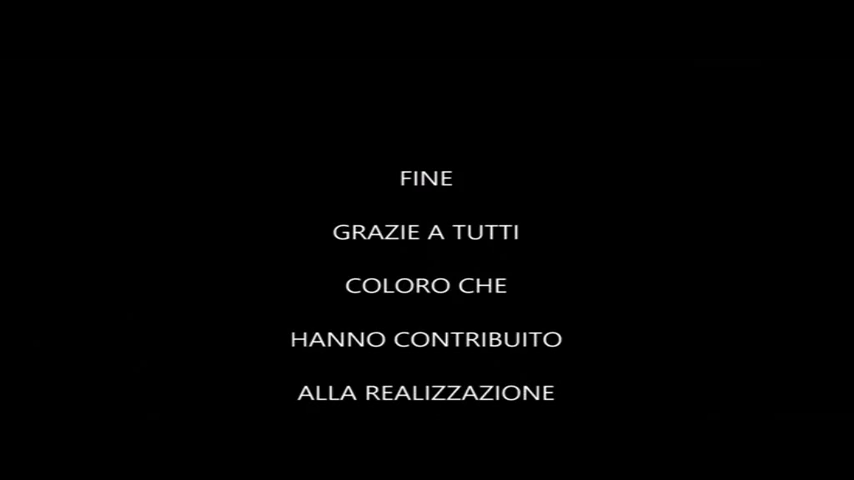 FINE
GRAZIE A TUTTI
COLORO CHE
HANNO CONTRIBUITO
ALLA REALIZZAZIONE